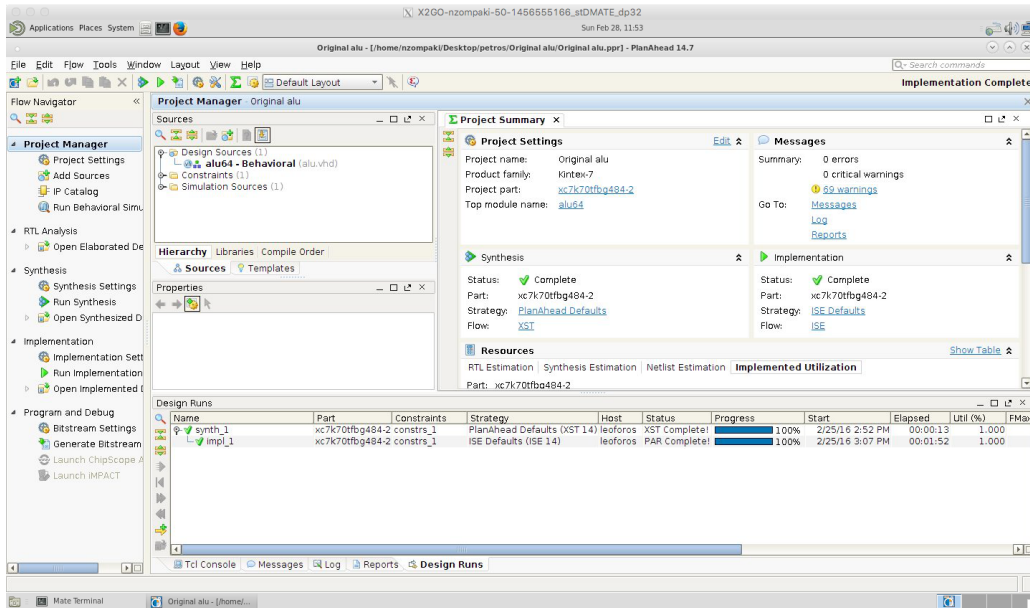 X2GO-nzompaki-50-1456555166_stDMATE_dp32
Applications Places System
Sun Feb 28, 11:53
Original alu - [/home/nzompaki/Desktop/petros/Original alu/Original alu.ppr] - PlanAhead 14.7
File Edit Flow Tools Window Layout View Help
Search commands
Default Layout
Implementation Complete
Flow Navigator
Project Manager
Project Settings
Add Sources
IP Catalog
Run Behavioral Simu
RTL Analysis
Open Elaborated De
Synthesis
Synthesis Settings
Run Synthesis
Open Synthesized D
Implementation
Implementation Sett
Run Implementation
Open Implemented
Program and Debug
Bitstream Settings
Generate Bitstream
Launch ChipScope A
Launch iMPACT
Project Manager - Original alu
Sources
Design Sources (1)
alu64 - Behavioral (alu.vhd)
Constraints (1)
Simulation Sources (1)
Hierarchy Libraries Compile Order
Sources Templates
Properties
Project Summary
Project Settings Edit
Project name: Original alu
Product family: Kintex-7
Project part: xc7k70tfbg484-2
Top module name: alu64
Messages
Summary: 0 errors
0 critical warnings
69 warnings
Go To: Messages
Log
Reports
Synthesis
Status: Complete
Part: xc7k70tfbg484-2
Strategy: PlanAhead Defaults
Flow: XST
Implementation
Status: Complete
Part: xc7k70tfbg484-2
Strategy: ISE Defaults
Flow: ISE
Resources Show Table
RTL Estimation Synthesis Estimation Netlist Estimation Implemented Utilization
Part: xc7k70tfbg484-2
Design Runs
Name Part Constraints Strategy Host Status Progress Start Elapsed Util (%) FMax
synth_1 xc7k70tfbg484-2 constrs_1 PlanAhead Defaults (XST 14) leoforos XST Complete! 100% 2/25/16 2:52 PM 00:00:13 1.000
impl_1 xc7k70tfbg484-2 constrs_1 ISE Defaults (ISE 14) leoforos PAR Complete! 100% 2/25/16 3:07 PM 00:01:52 1.000
Tcl Console Messages Log Reports Design Runs
Mate Terminal
Original alu - [/home/...